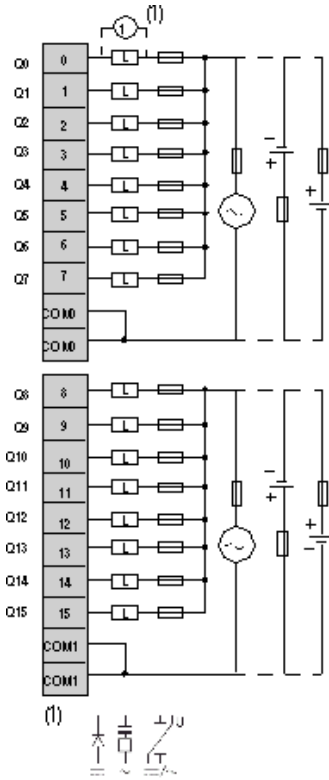 1 (1)
Q0 0 L
Q1 1 L
Q2 2 L
Q3 3 L
Q4 4 L
Q5 5 L
Q6 6 L
Q7 7 L
COM0
COM0
Q8 8 L
Q9 9 L
Q10 10 L
Q11 11 L
Q12 12 L
Q13 13 L
Q14 14 L
Q15 15 L
COM1
COM1
(1)
U